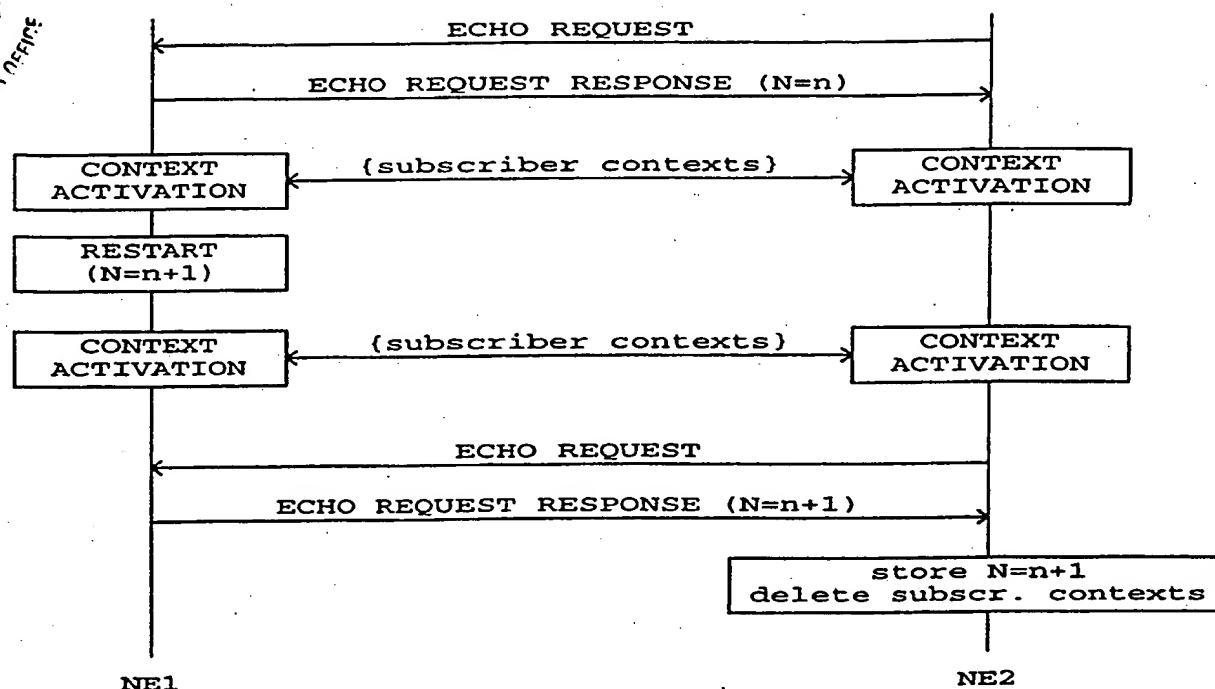 OFFICE
ECHO REQUEST
ECHO REQUEST RESPONSE (N=n)
CONTEXT
ACTIVATION
{subscriber contexts}
CONTEXT
ACTIVATION
RESTART
(N=n+1)
CONTEXT
ACTIVATION
{subscriber contexts}
CONTEXT
ACTIVATION
ECHO REQUEST
ECHO REQUEST RESPONSE (N=n+1)
store N=n+1
delete subscr. contexts
NE1
NE2